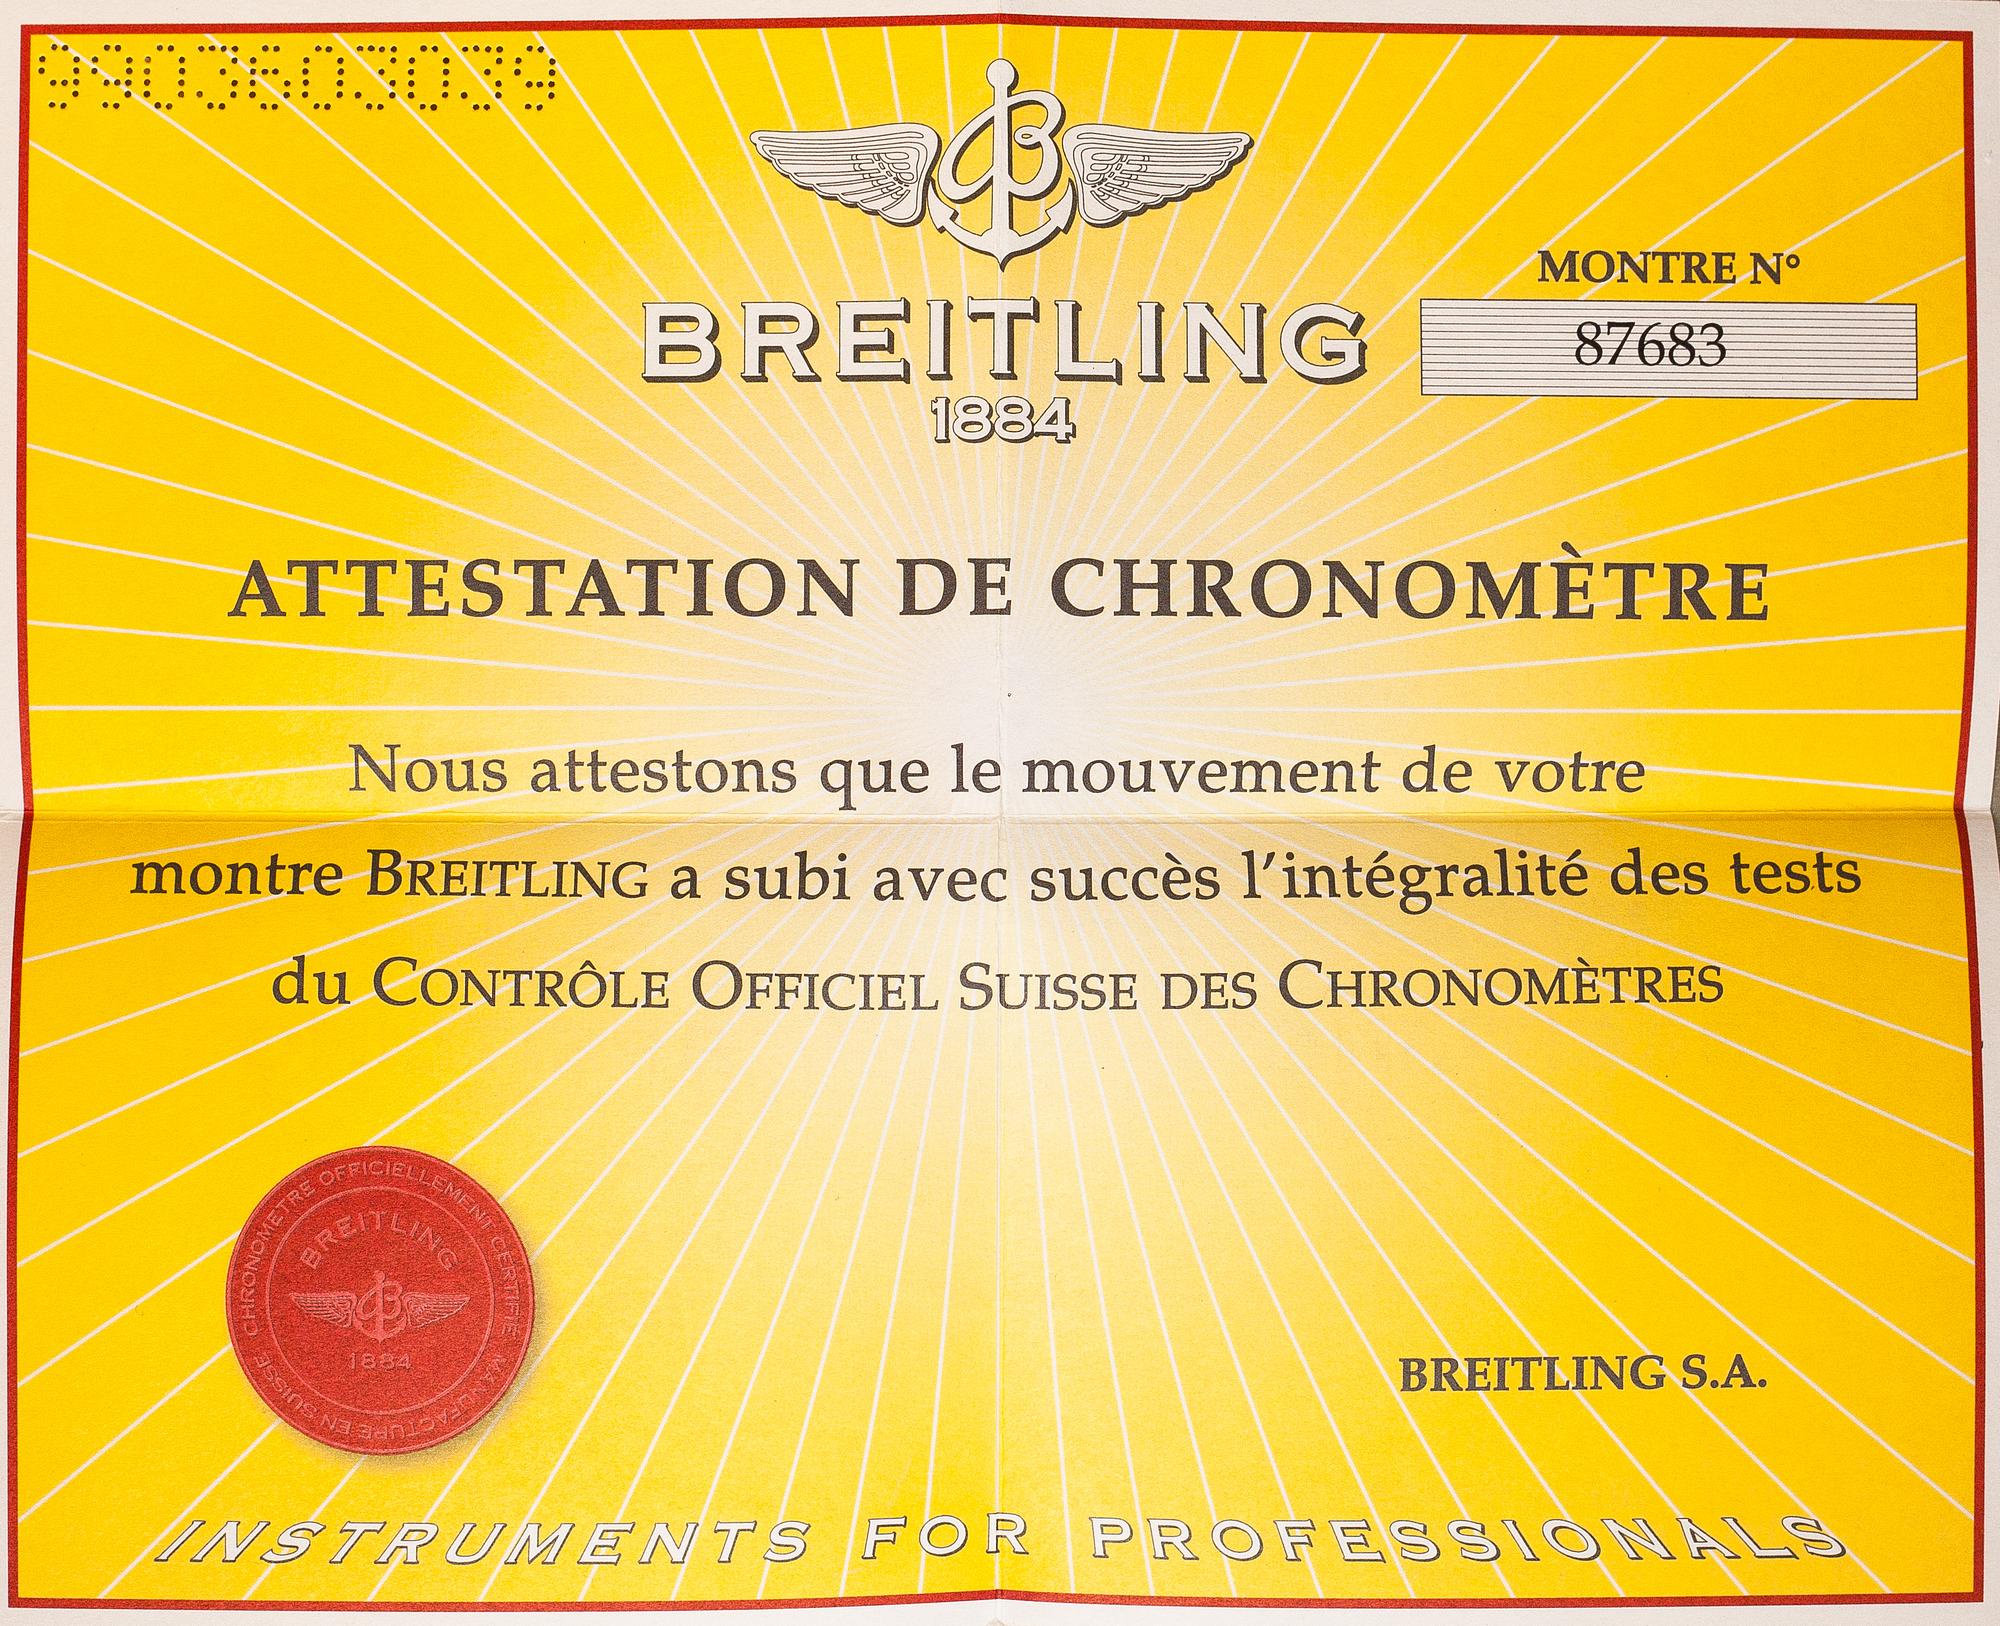 9903603039
MONTRE N°
87683
BREITLING
1884
ATTESTATION DE CHRONOMÈTRE
Nous attestons que le mouvement de votre
montre BREITLING a subi avec succès l'intégralité des tests
du CONTRÔLE OFFICIEL SUISSE DES CHRONOMÈTRES
CHRONOMETRE OFFICIELLEMENT CERTIFIE
MANUFACTURE EN SUISSE
BREITLING
1884
BREITLING S.A.
INSTRUMENTS FOR PROFESSIONALS